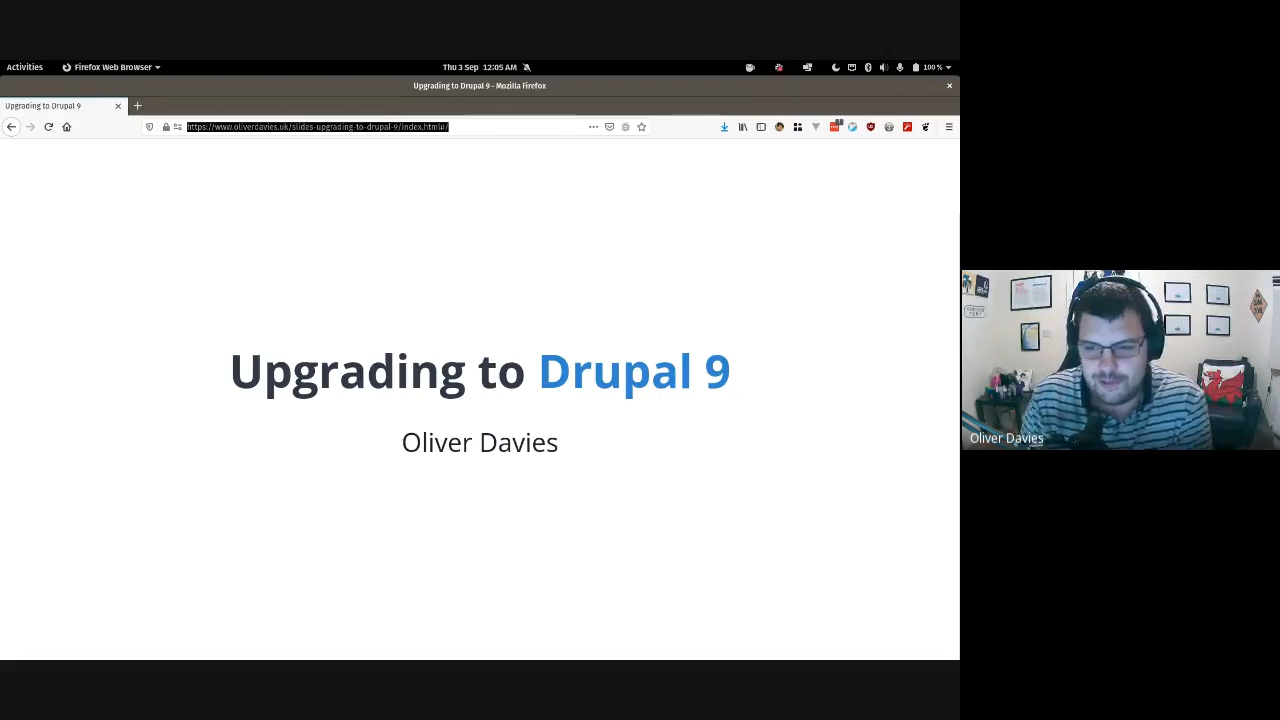 Activities
Firefox Web Browser
Thu 3 Sep 12:05 AM
100 %
Upgrading to Drupal 9 - Mozilla Firefox
Upgrading to Drupal 9
https://www.oliverdavies.uk/slides-upgrading-to-drupal-9/index.html#/
Upgrading to Drupal 9
Oliver Davies
Oliver Davies